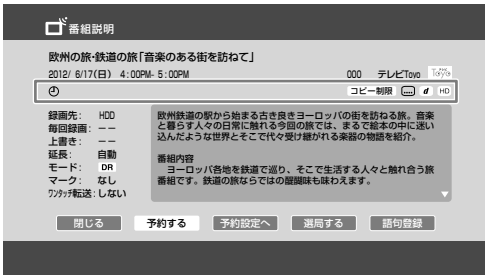 番組説明
欧州の旅・鉄道の旅「音楽のある街を訪ねて」
2012/ 6/17(日) 4:00PM- 5:00PM 000 テレビToyo Toyo
コピー制限 d HD
録画先: HDD
毎回録画: －－
上書き: －－
延長: 自動
モード: DR
マーク: なし
ワンタッチ転送: しない
欧州鉄道の駅から始まる古き良きヨーロッパの街を訪ねる旅。音楽
と暮らす人々の日常に触れる今回の旅では、まるで絵本の中に迷い
込んだような世界とそこで代々受け継がれる楽器の物語を紹介。
番組内容
ヨーロッパ各地を鉄道で巡り、そこで生活する人々と触れ合う旅
番組です。鉄道の旅ならではの醍醐味も味わえます。
閉じる 予約する 予約設定へ 選局する 語句登録